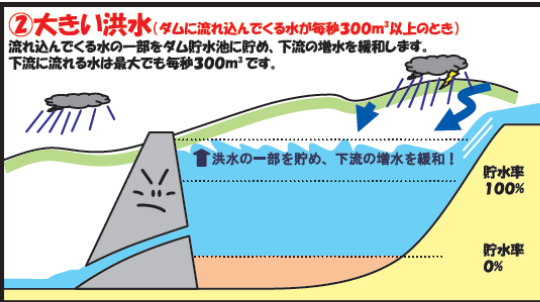 ②大きい洪水(ダムに流れ込んでくる水が毎秒300m³以上のとき)
流れ込んでくる水の一部をダム貯水池に貯め、下流の増水を緩和します。
下流に流れる水は最大でも毎秒300m³です。
洪水の一部を貯め、下流の増水を緩和！
貯水率
100%
貯水率
0%